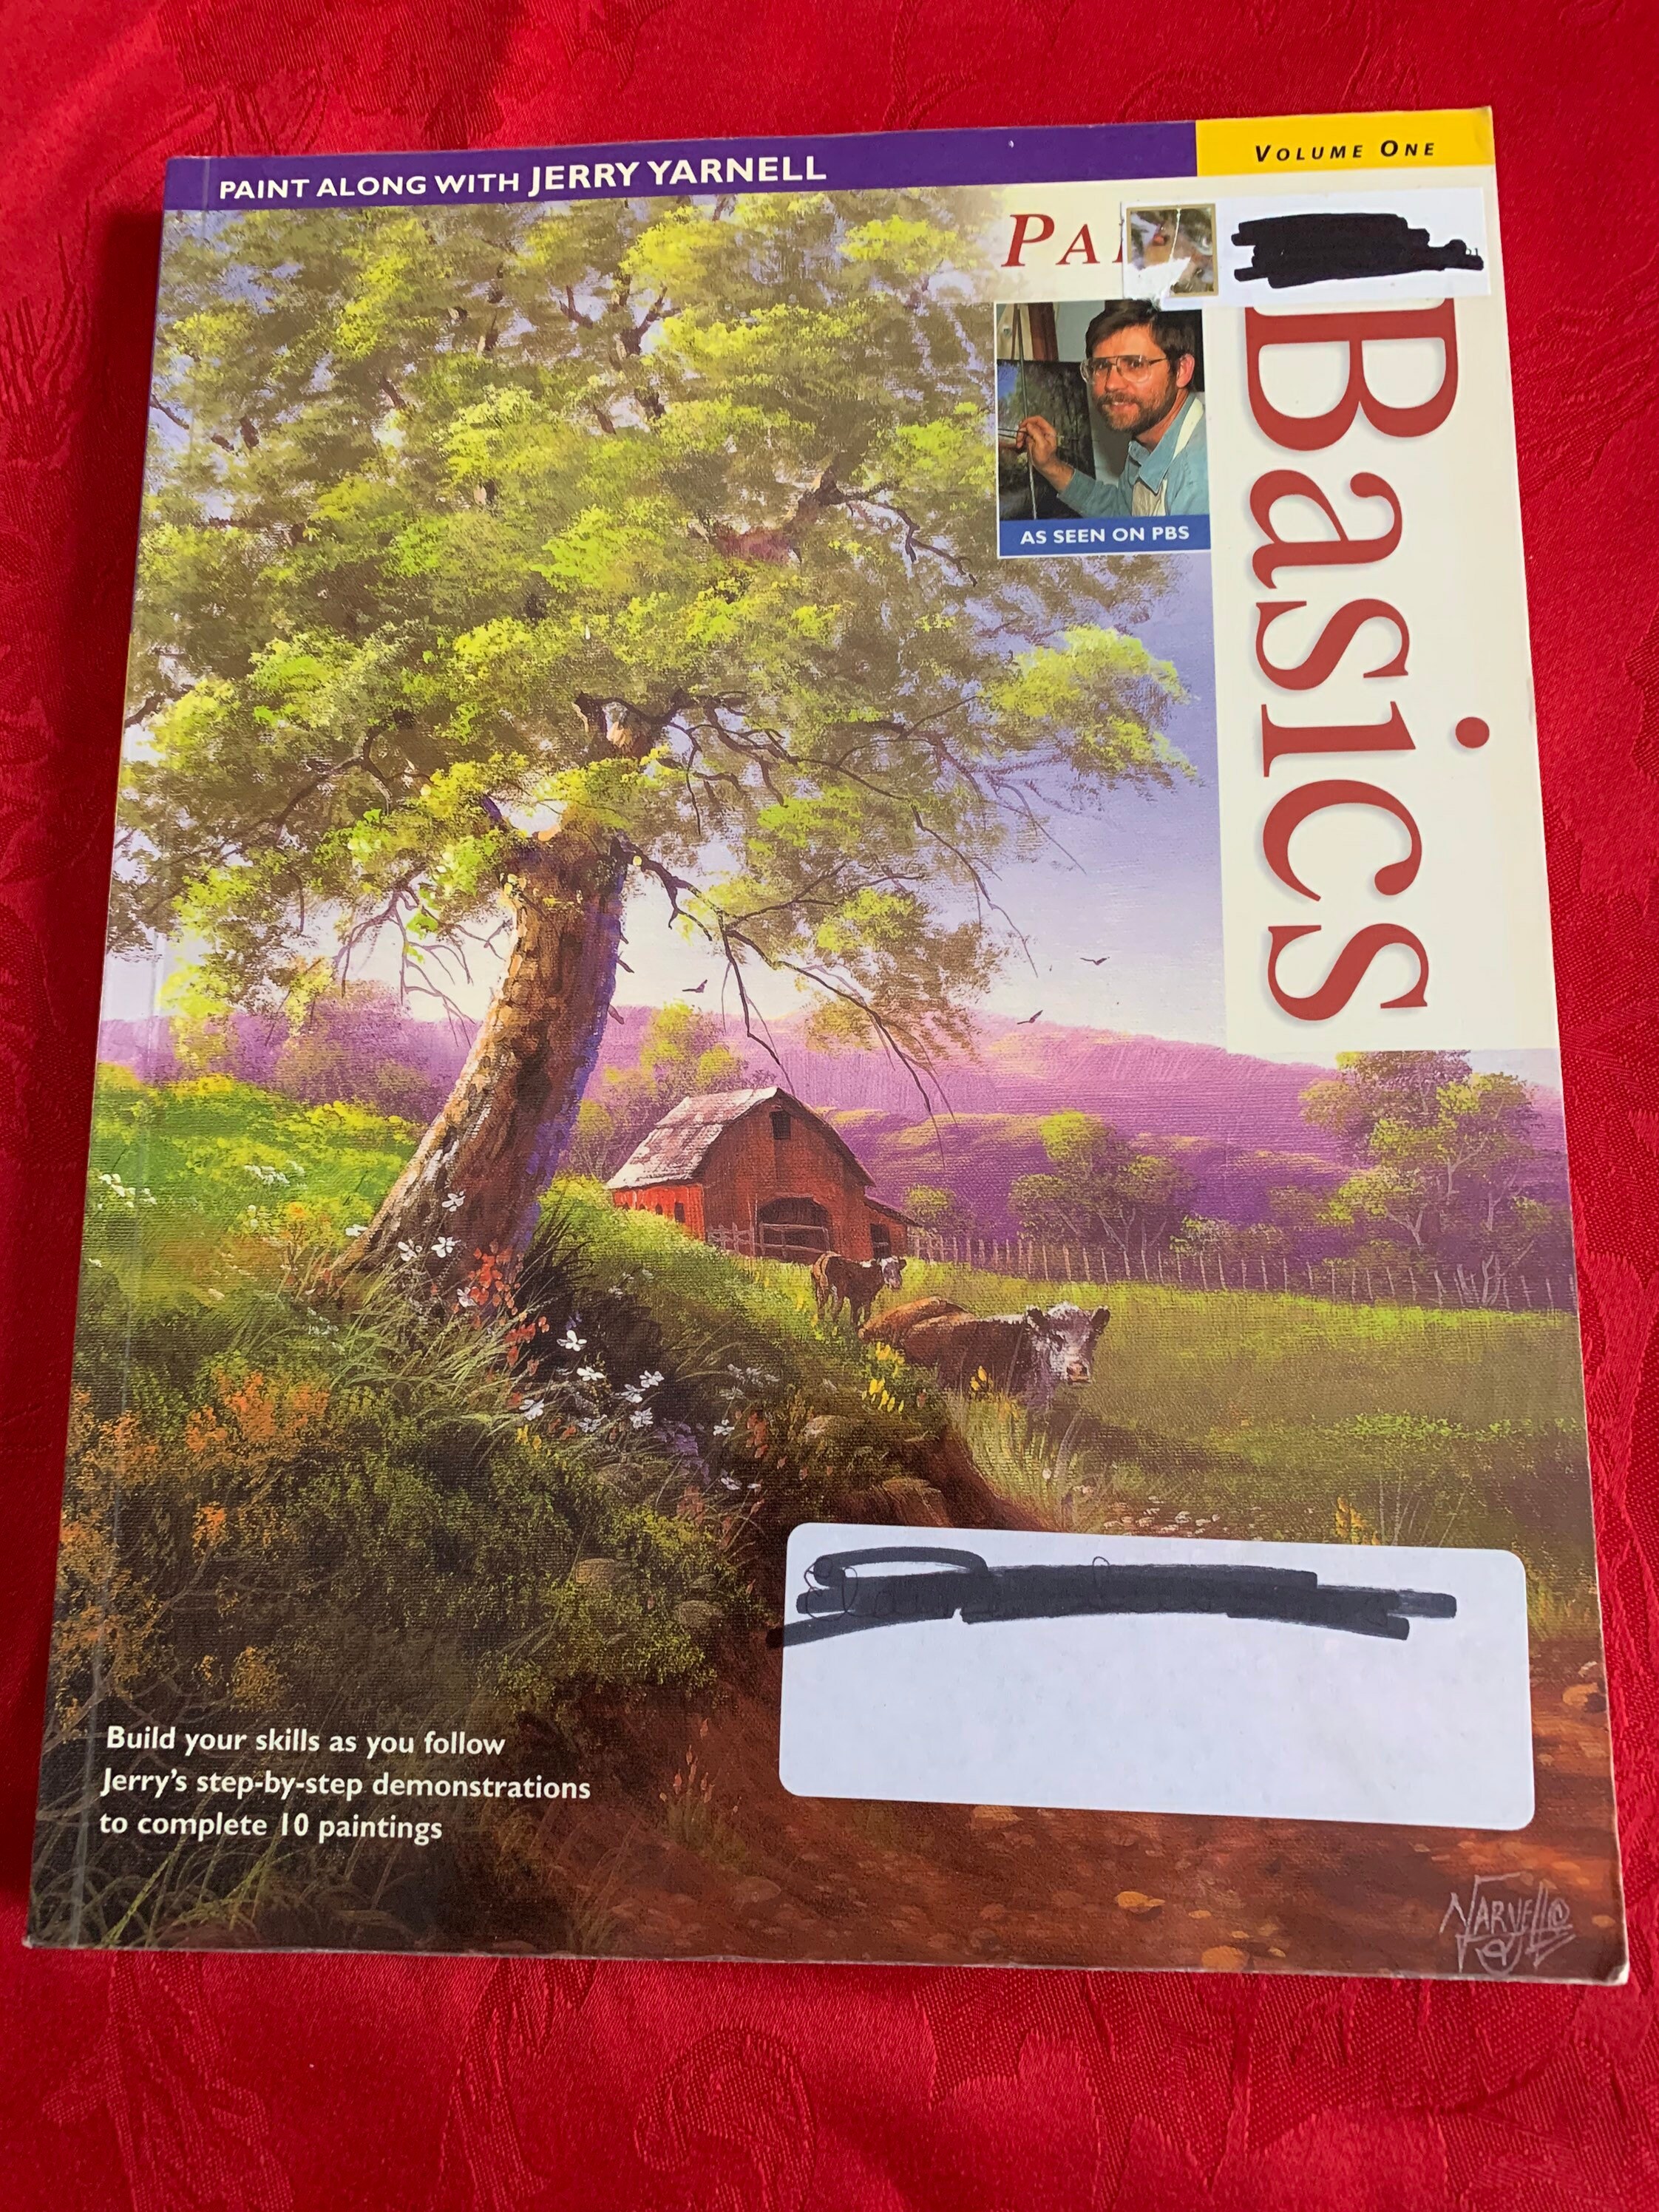 PAINT ALONG WITH JERRY YARNELL
VOLUME ONE
Basics
AS SEEN ON PBS
Build your skills as you follow
Jerry's step-by-step demonstrations
to complete 10 paintings
YARNELL